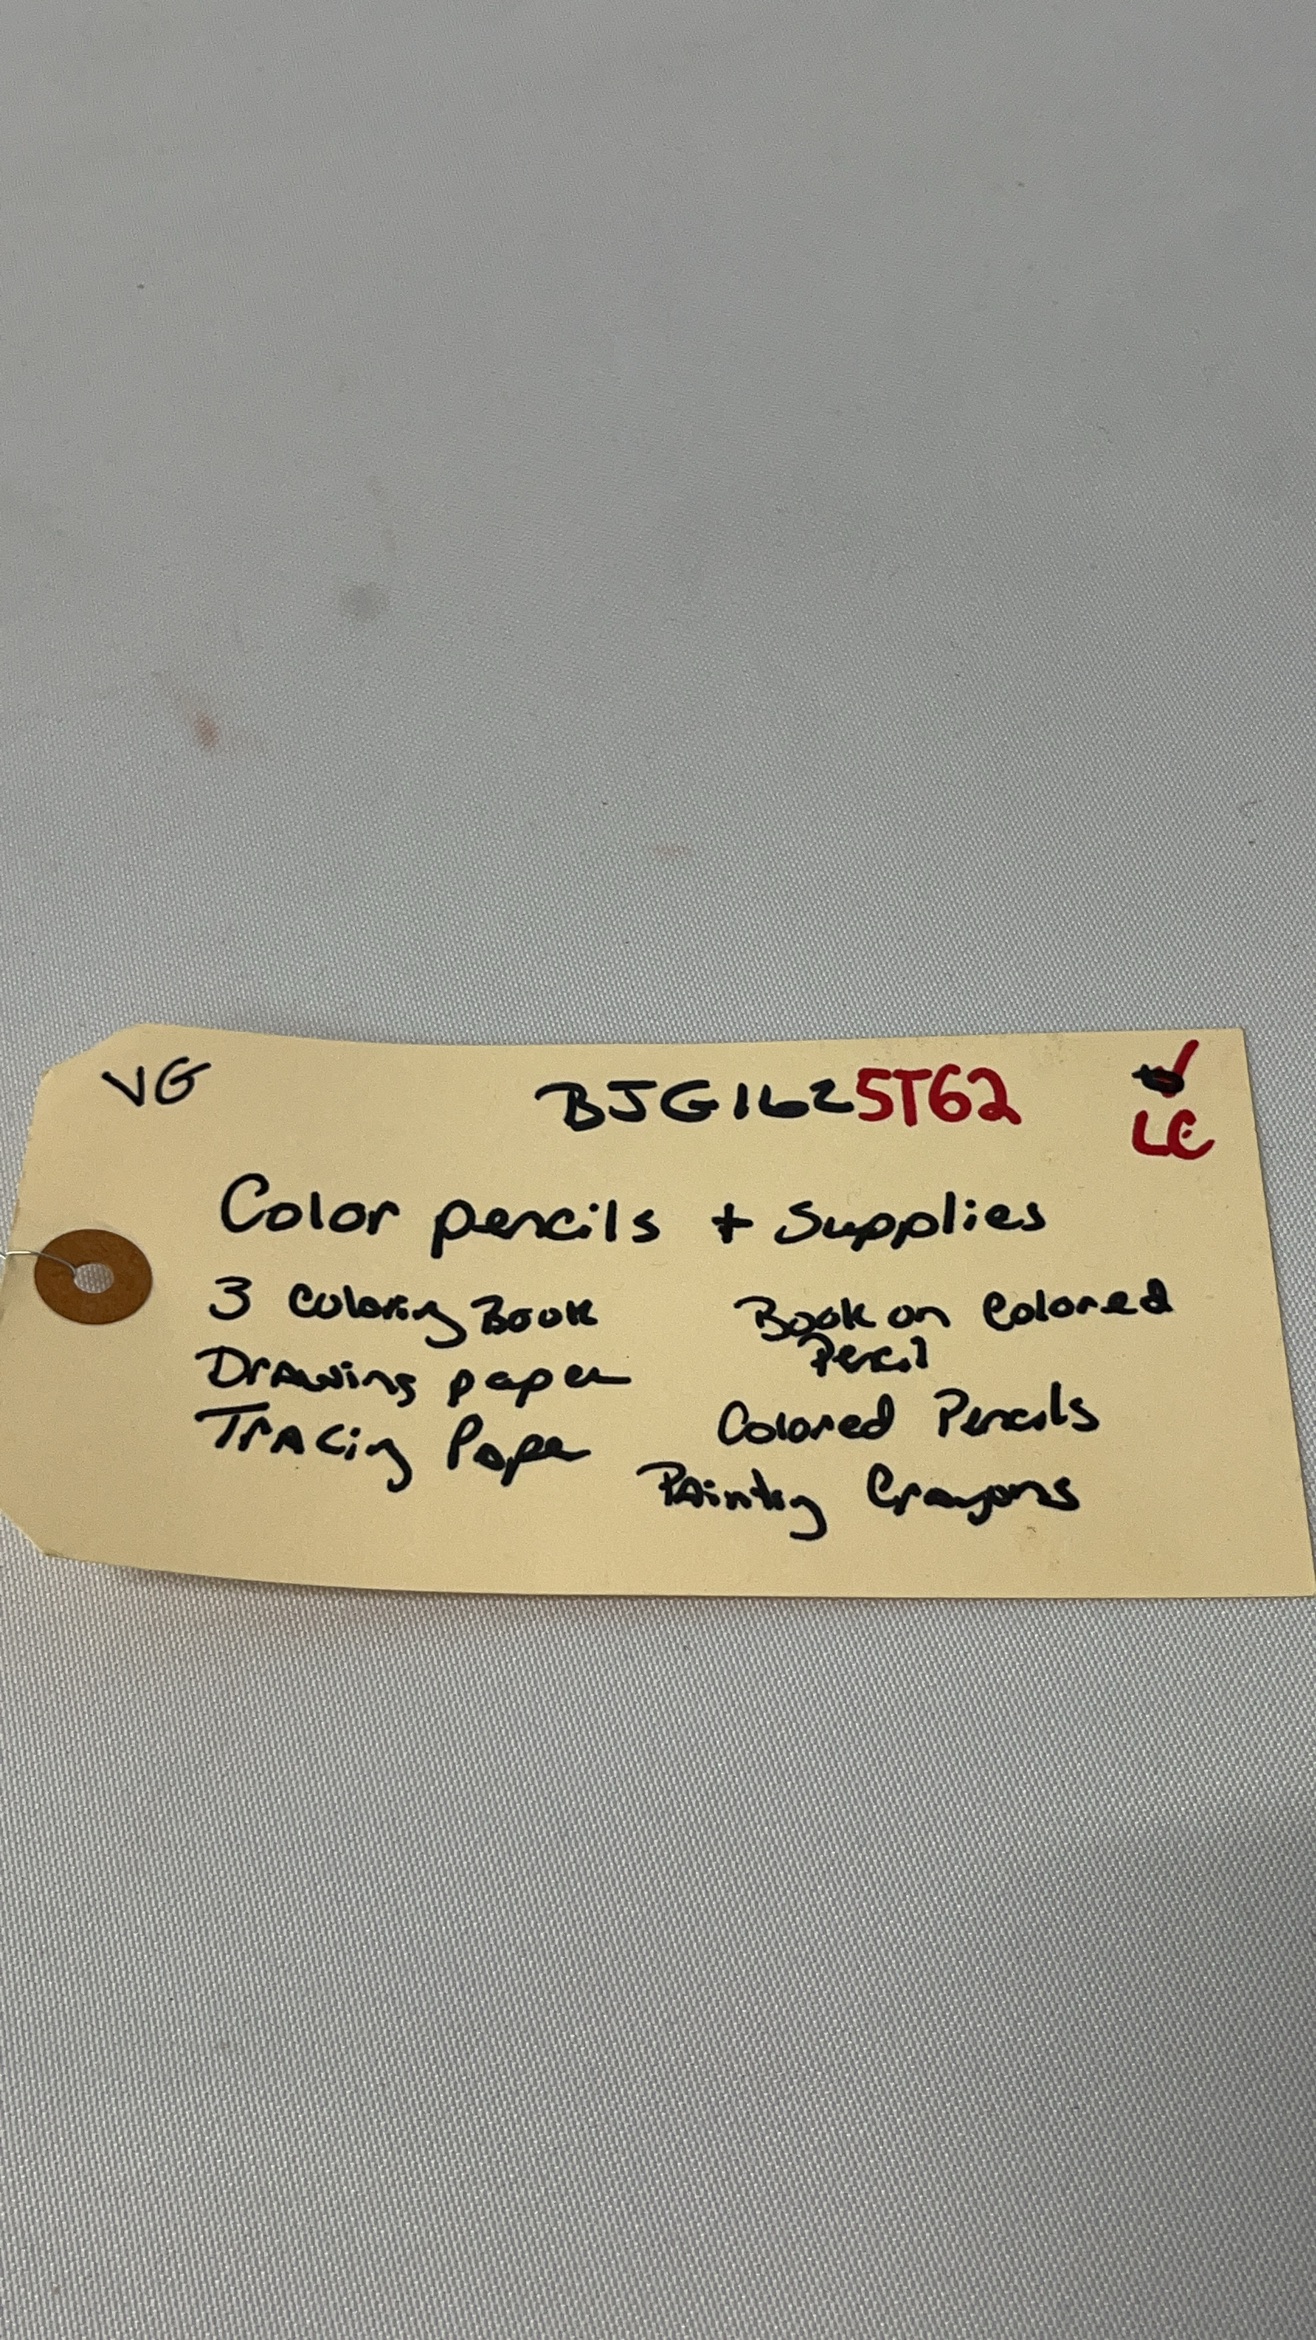 VG BJG1625T62
LC
Color pencils + Supplies
3 Coloring Book
Drawing paper
Tracing Paper
Book on Colored
Pencil
Colored Pencils
Painting Crayons